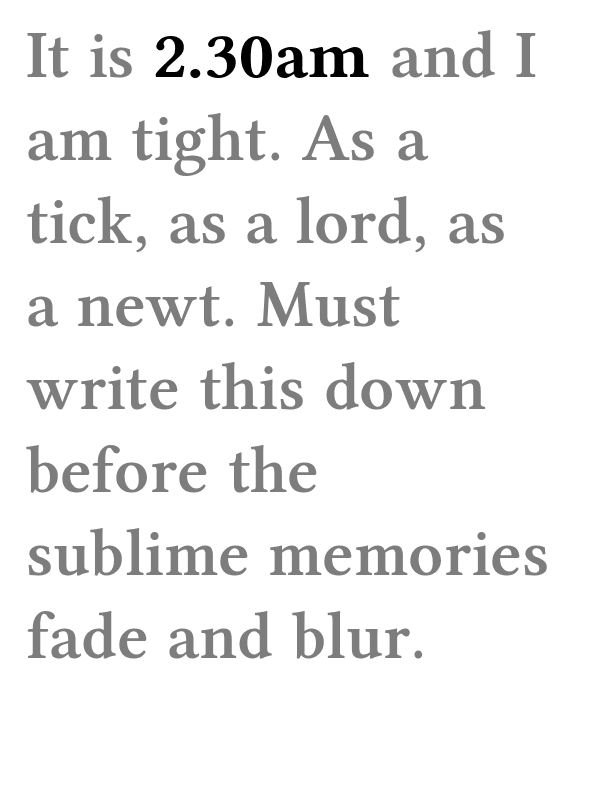 It is 2.30am and I
am tight. As a
tick, as a lord, as
a newt. Must
write this down
before the
sublime memories
fade and blur.